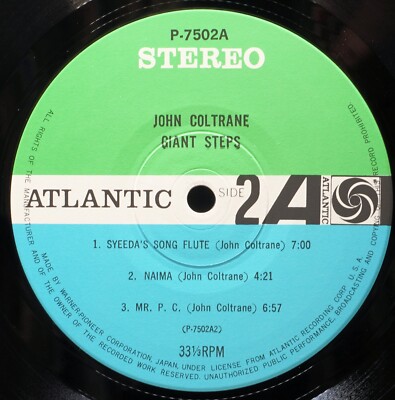 P-7502A
STEREO
JOHN COLTRANE
GIANT STEPS
ATLANTIC
SIDE 2A
ATLANTIC
1. SYEEDA'S SONG FLUTE (John Coltrane) 7:00
2. NAIMA (John Coltrane) 4:21
3. MR. P. C. (John Coltrane) 6:57
(P-7502A2)
33⅓RPM
ALL RIGHTS OF THE MANUFACTURER AND OF THE OWNER OF THE RECORDED WORK RESERVED. UNAUTHORIZED PUBLIC PERFORMANCE, BROADCASTING AND COPYING OF THIS RECORD PROHIBITED
MADE BY WARNER-PIONEER CORPORATION, JAPAN, UNDER LICENSE FROM ATLANTIC RECORDING CORP. U. S. A.